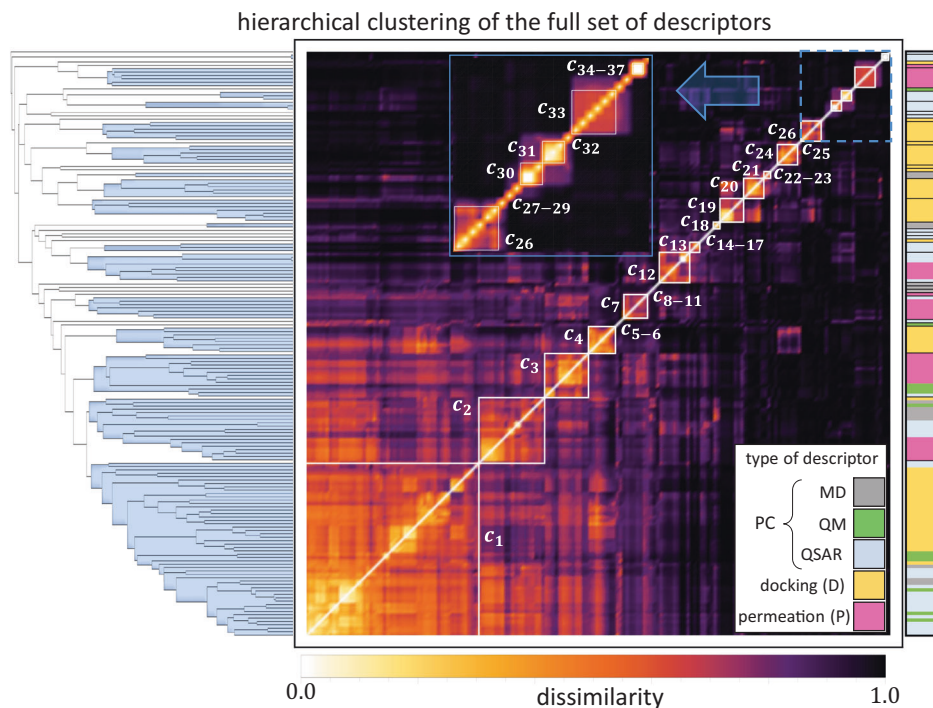 hierarchical clustering of the full set of descriptors
c34−37
c33
c31
c32
c30
c27−29
c26
c26
c25
c24
c22−23
c21
c20
c19
c18
c14−17
c13
c12
c8−11
c7
c5−6
c4
c3
c2
c1
type of descriptor
MD
PC
QM
QSAR
docking (D)
permeation (P)
0.0
dissimilarity
1.0